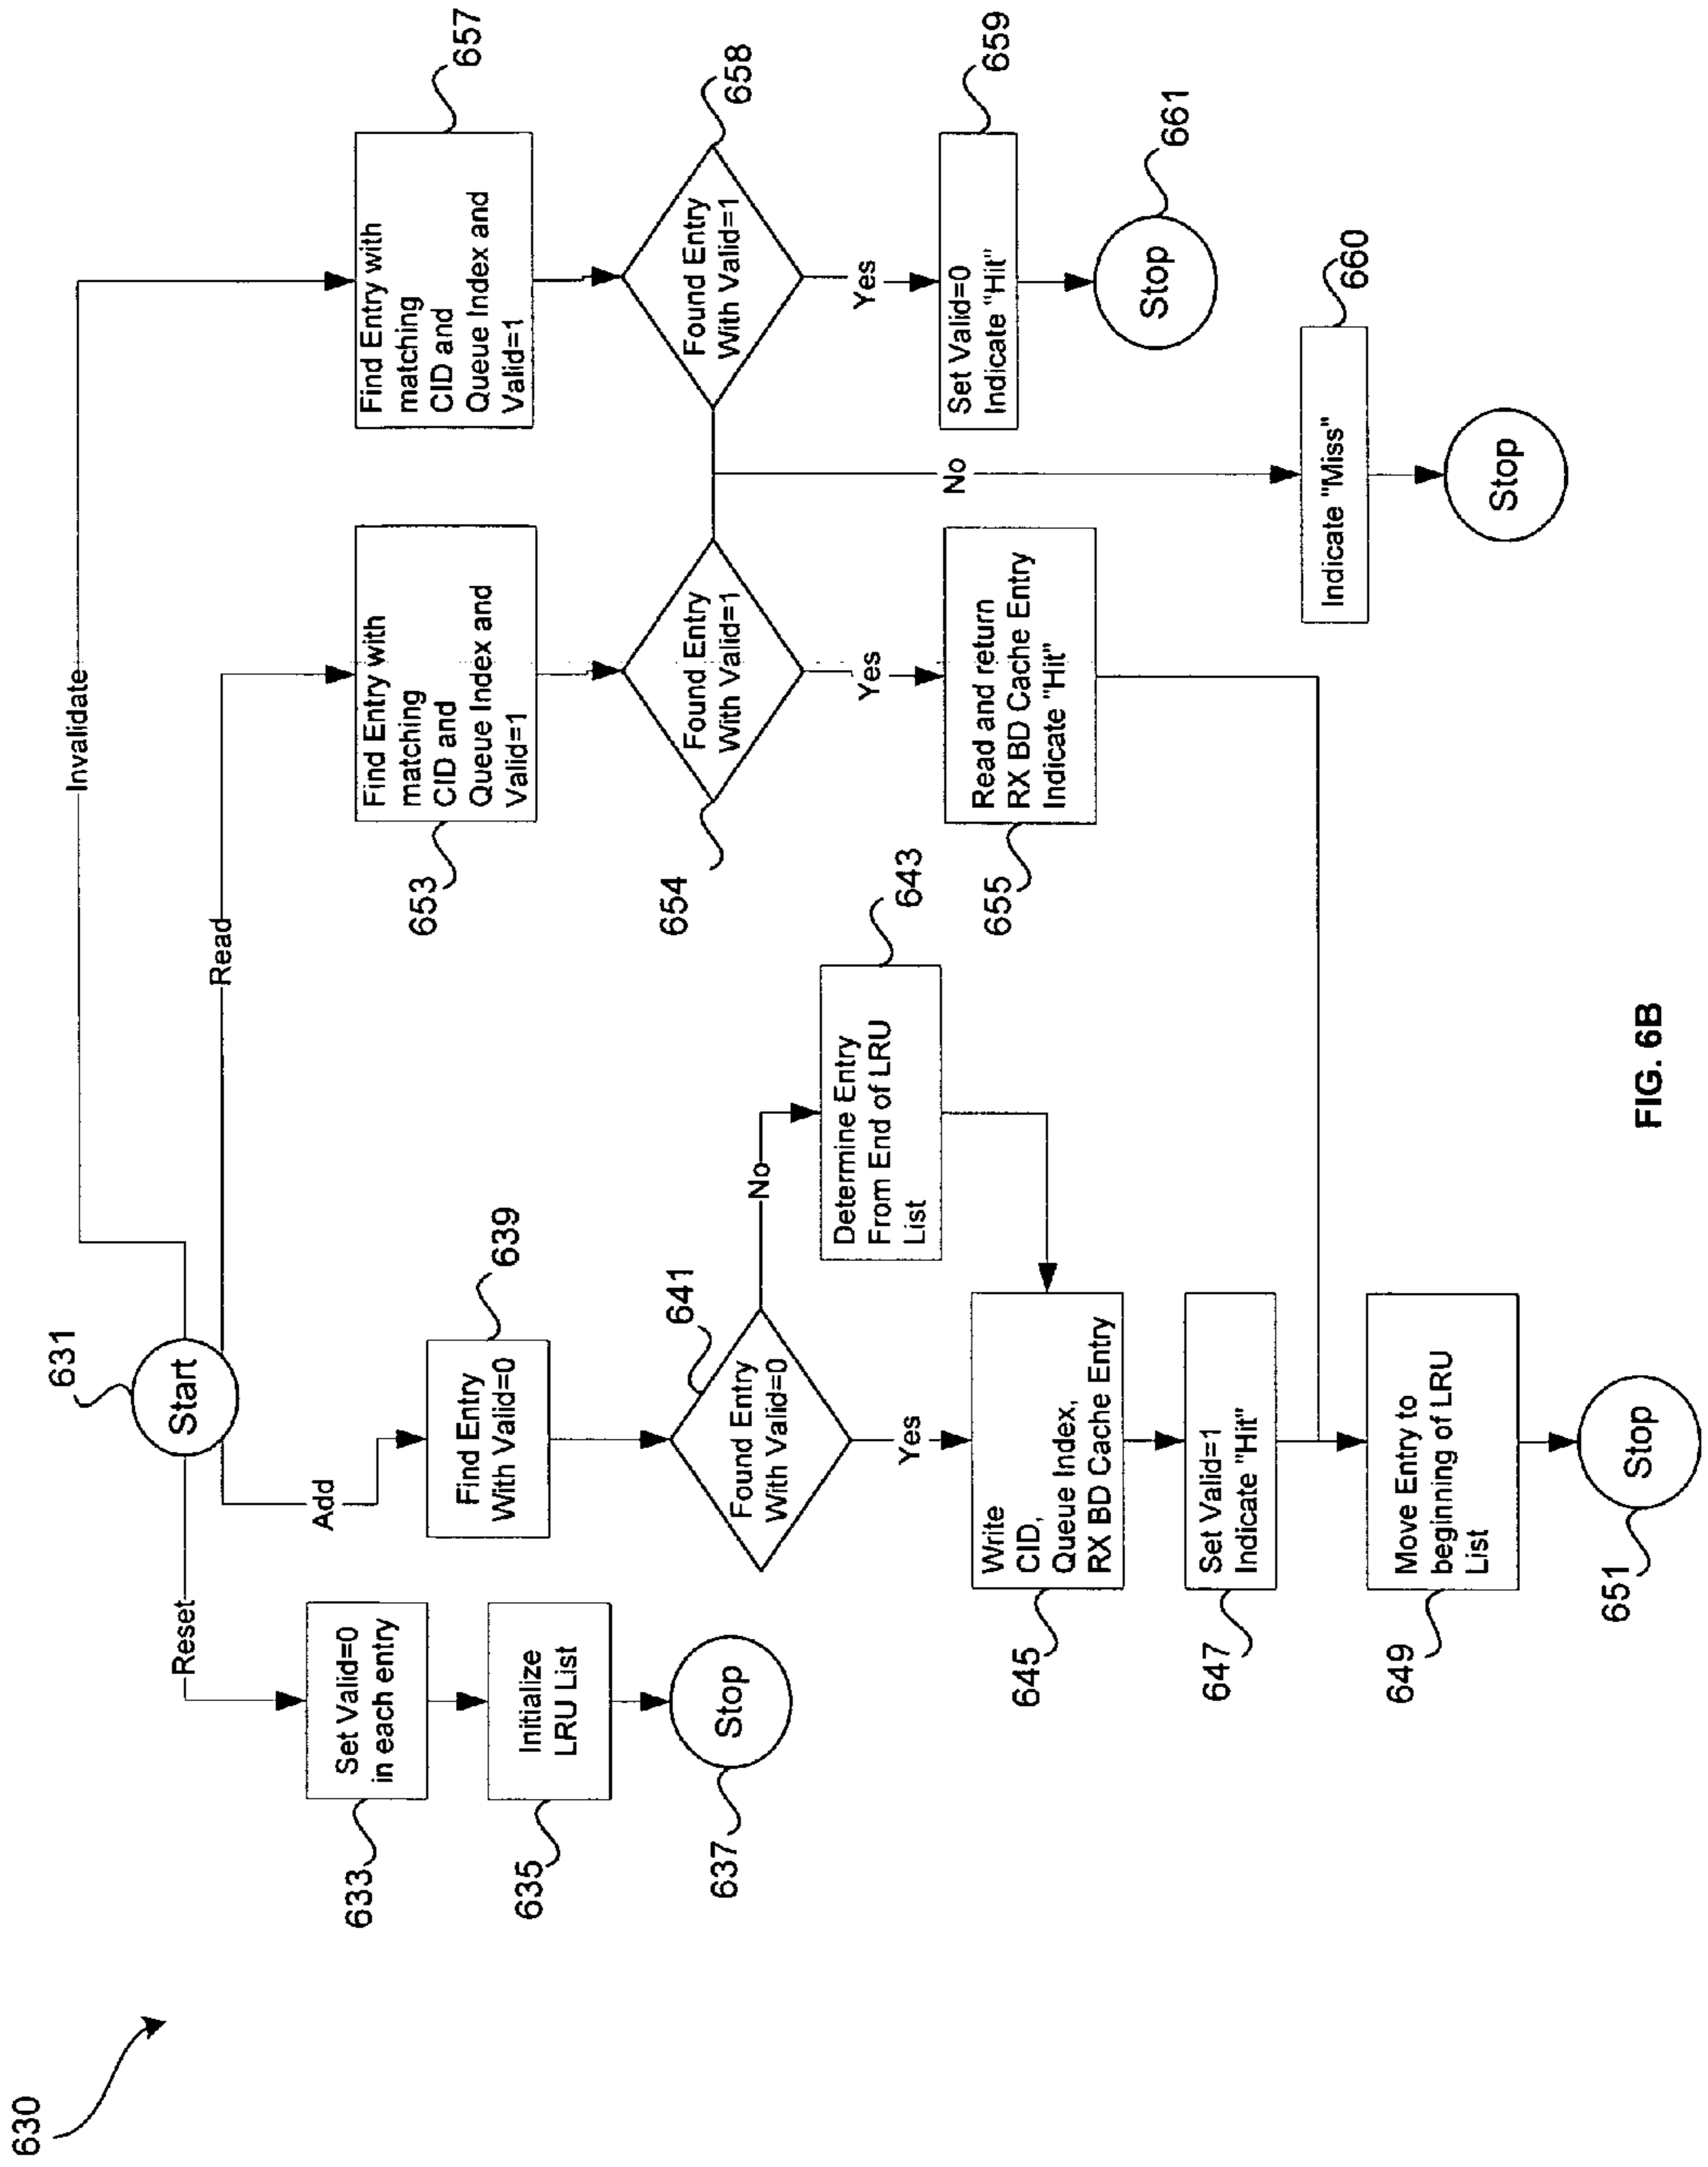 630
631
Start
Reset
Add
Read
Invalidate
Set Valid=0
in each entry
633
Initialize
LRU List
635
Stop
637
Find Entry
With Valid=0
639
Found Entry
With Valid=0
641
No
Yes
Determine Entry
From End of LRU
List
643
Write
CID,
Queue Index,
RX BD Cache Entry
645
Set Valid=1
Indicate "Hit"
647
Move Entry to
beginning of LRU
List
649
Stop
651
Find Entry with
matching
CID and
Queue Index and
Valid=1
653
Found Entry
With Valid=1
654
Yes
Read and return
RX BD Cache Entry
Indicate "Hit"
655
Find Entry with
matching
CID and
Queue Index and
Valid=1
657
Found Entry
With Valid=1
658
Yes
No
Set Valid=0
Indicate "Hit"
659
Stop
661
Indicate "Miss"
660
Stop
FIG. 6B